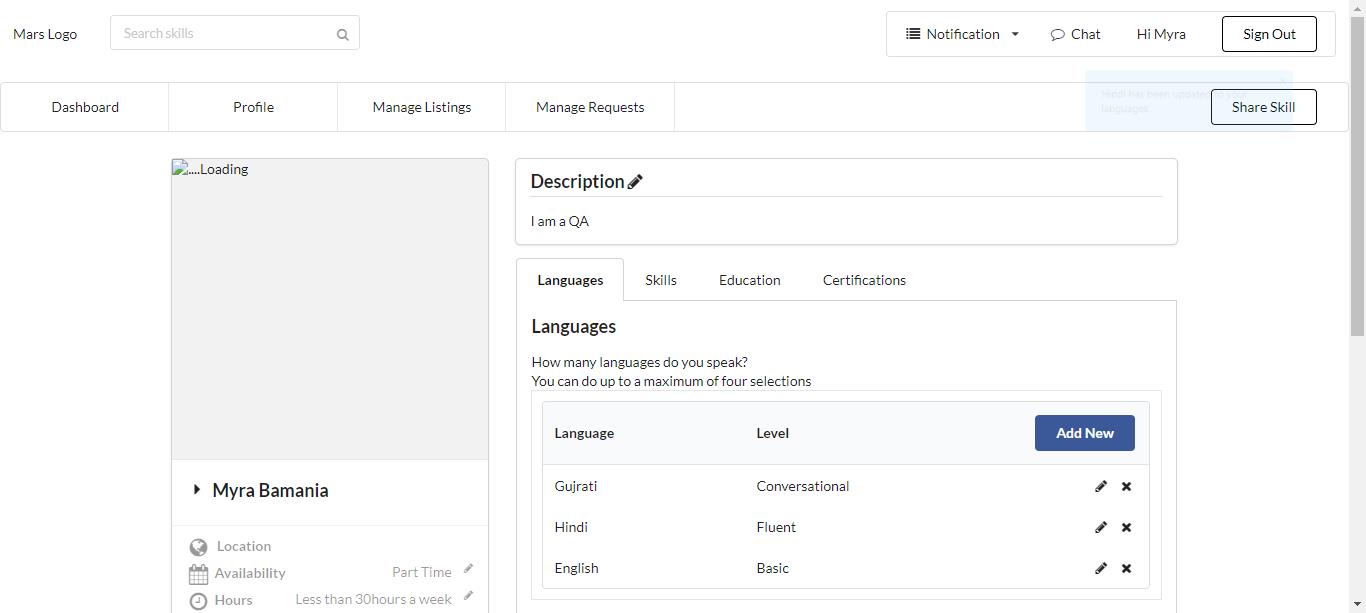 Mars Logo
Search skills
Notification
Chat
Hi Myra
Sign Out
Dashboard
Profile
Manage Listings
Manage Requests
Hindi has been updated to your
languages
Share Skill
....Loading
Description
I am a QA
Languages
Skills
Education
Certifications
Languages
How many languages do you speak?
You can do up to a maximum of four selections
Language Level Add New
Gujrati Conversational
Hindi Fluent
English Basic
Myra Bamania
Location
Availability Part Time
Hours Less than 30hours a week